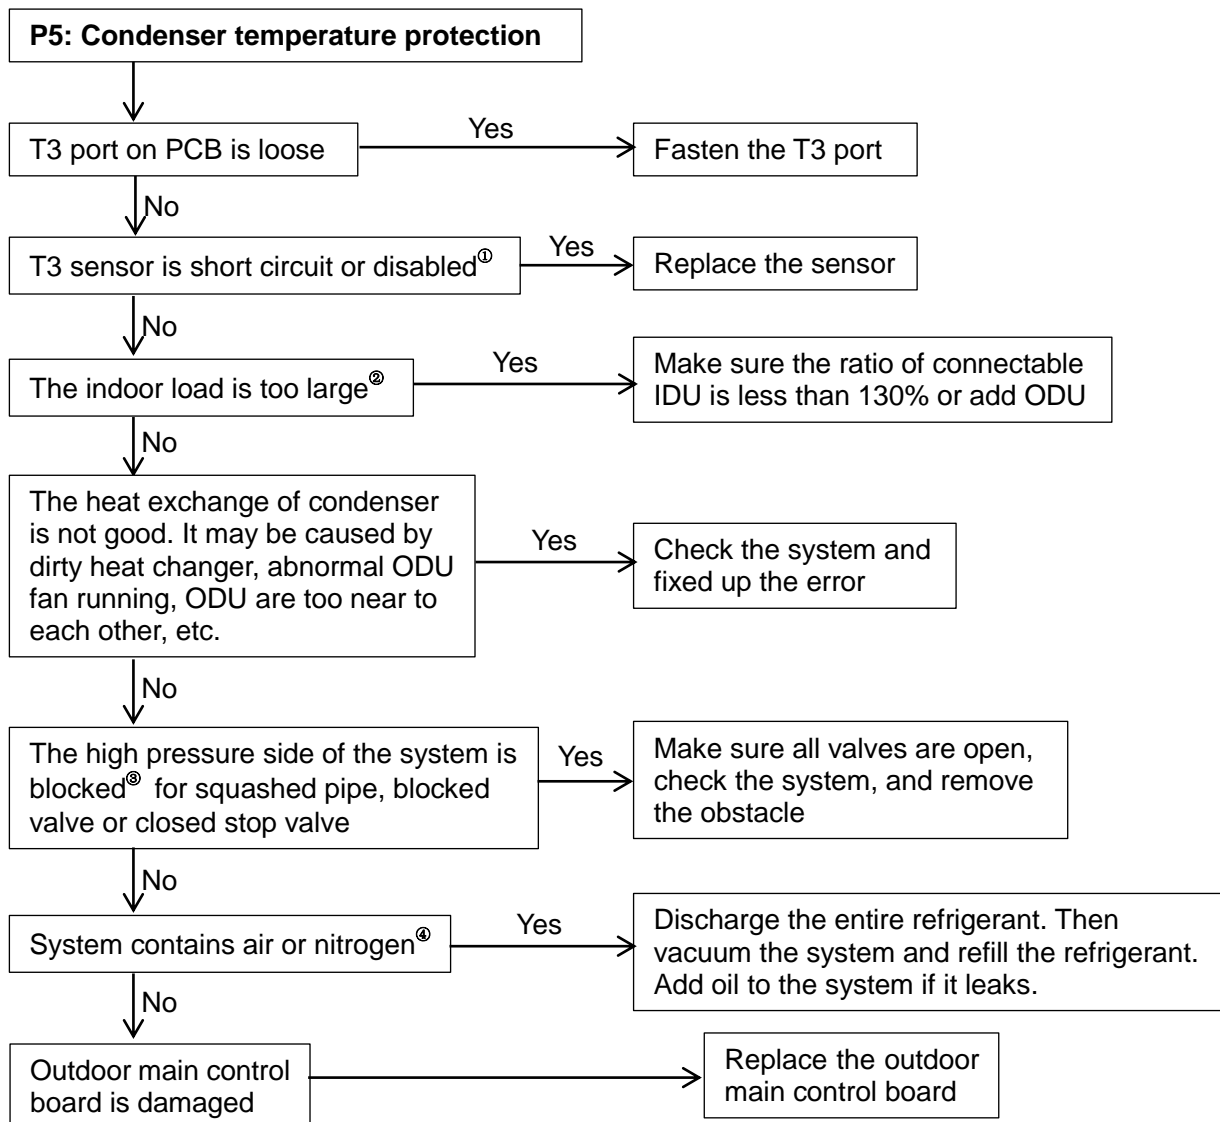 P5: Condenser temperature protection
T3 port on PCB is loose
Yes
Fasten the T3 port
No
T3 sensor is short circuit or disabled①
Yes
Replace the sensor
No
The indoor load is too large②
Yes
Make sure the ratio of connectable
IDU is less than 130% or add ODU
No
The heat exchange of condenser
is not good. It may be caused by
dirty heat changer, abnormal ODU
fan running, ODU are too near to
each other, etc.
Yes
Check the system and
fixed up the error
No
The high pressure side of the system is
blocked③ for squashed pipe, blocked
valve or closed stop valve
Yes
Make sure all valves are open,
check the system, and remove
the obstacle
No
System contains air or nitrogen④
Yes
Discharge the entire refrigerant. Then
vacuum the system and refill the refrigerant.
Add oil to the system if it leaks.
No
Outdoor main control
board is damaged
Replace the outdoor
main control board